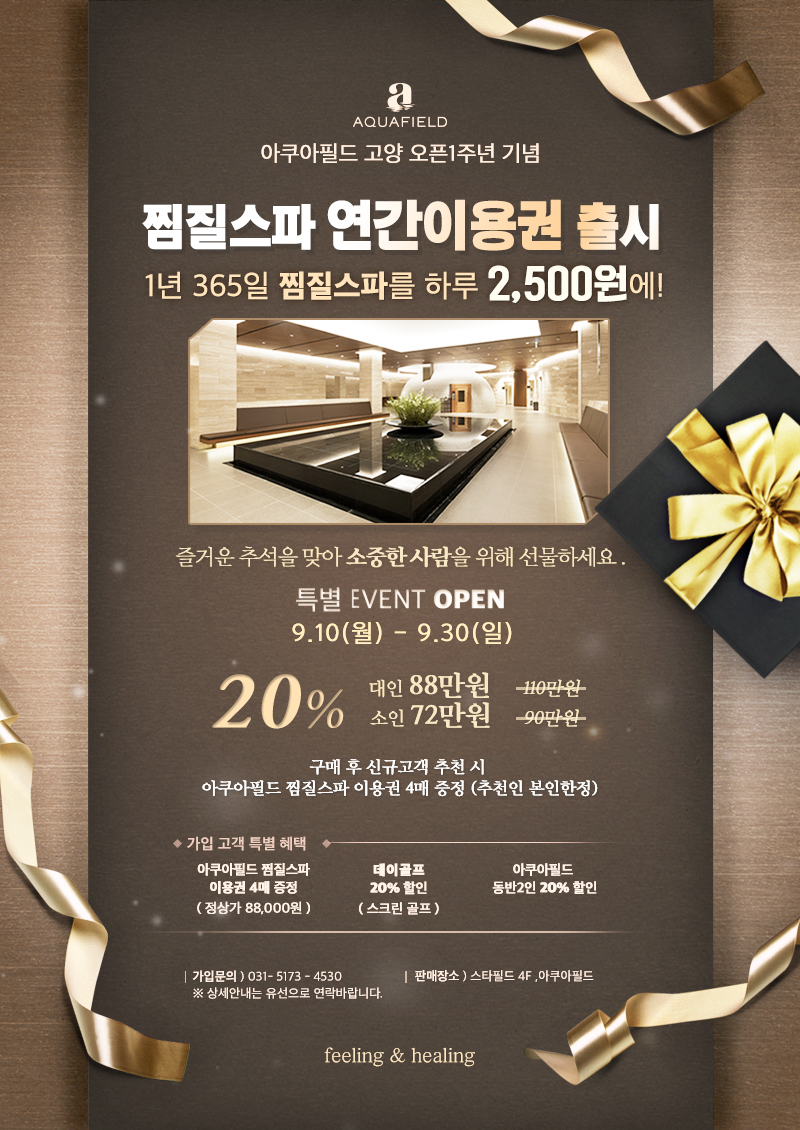 a
AQUAFIELD
아쿠아필드 고양 오픈1주년 기념
찜질스파 연간이용권 출시
1년 365일 찜질스파를 하루 2,500원에!
즐거운 추석을 맞아 소중한 사람을 위해 선물하세요.
특별 EVENT OPEN
9.10(월) - 9.30(일)
20%
대인 88만원 110만원
소인 72만원 90만원
구매 후 신규고객 추천 시
아쿠아필드 찜질스파 이용권 4매 증정 (추천인 본인한정)
◆ 가입 고객 특별 혜택 ◆
아쿠아필드 찜질스파
이용권 4매 증정
( 정상가 88,000원 )
데이골프
20% 할인
( 스크린 골프 )
아쿠아필드
동반2인 20% 할인
| 가입문의 ) 031- 5173 - 4530
※ 상세안내는 유선으로 연락바랍니다.
| 판매장소 ) 스타필드 4F ,아쿠아필드
feeling & healing